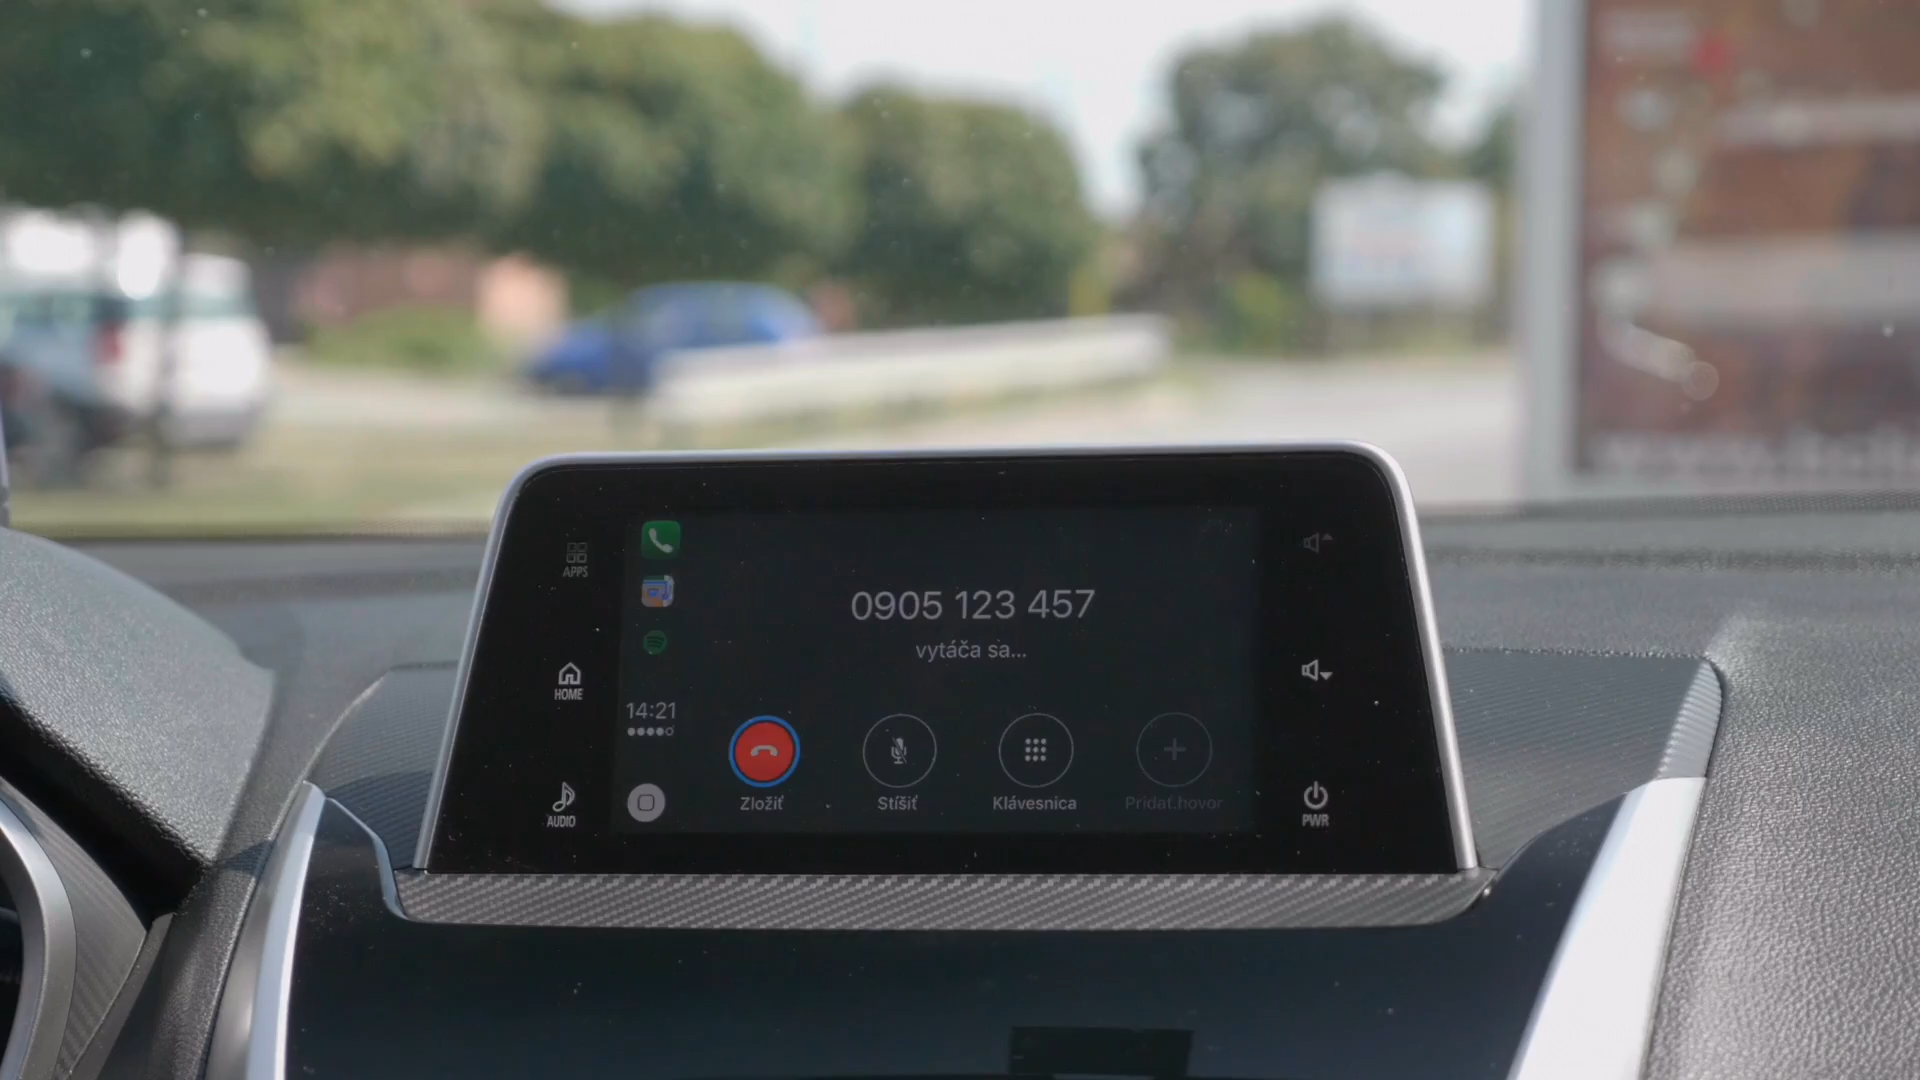 APPS
0905 123 457
vytáča sa...
HOME
14:21
Zložiť
Stíšiť
Klávesnica
Pridať hovor
AUDIO
PWR